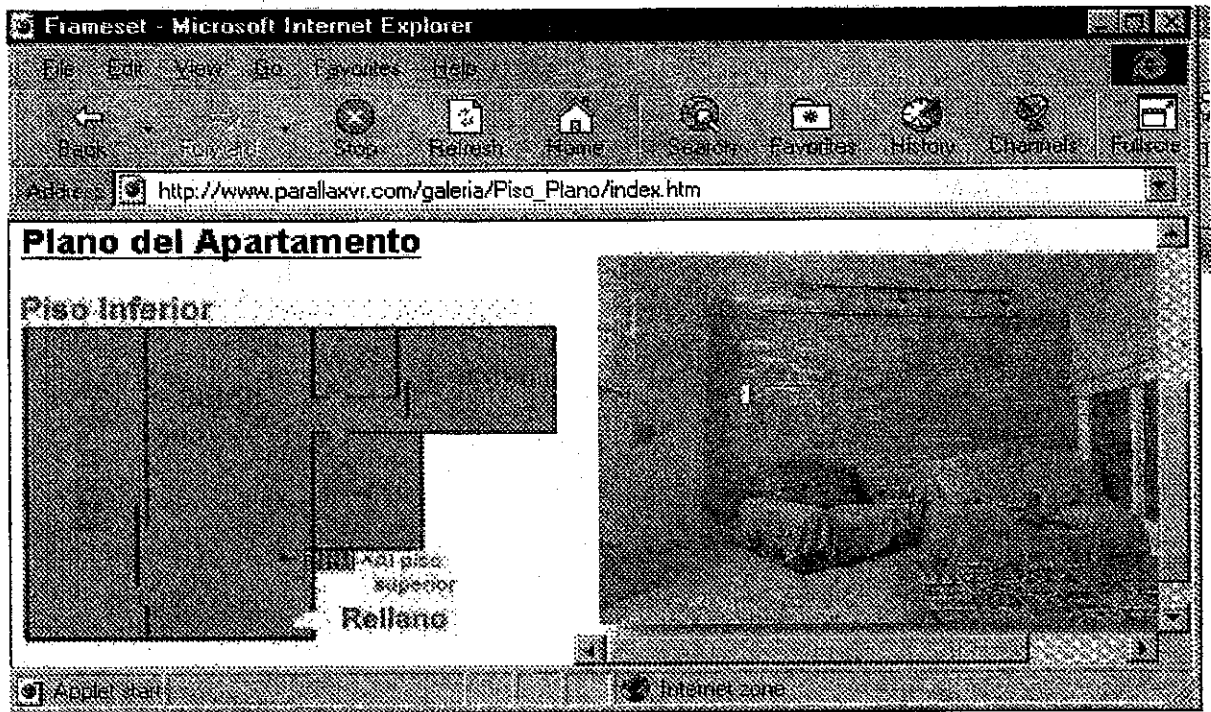 Frameset - Microsoft Internet Explorer
File Edit View Go Favorites Help
Back Forward Stop Refresh Home Search Favorites History Channels Fullscre
Address http://www.parallaxvr.com/galeria/Piso_Plano/index.htm
Plano del Apartamento
Piso Inferior
Al piso
superior
Rellano
Applet start Internet zone